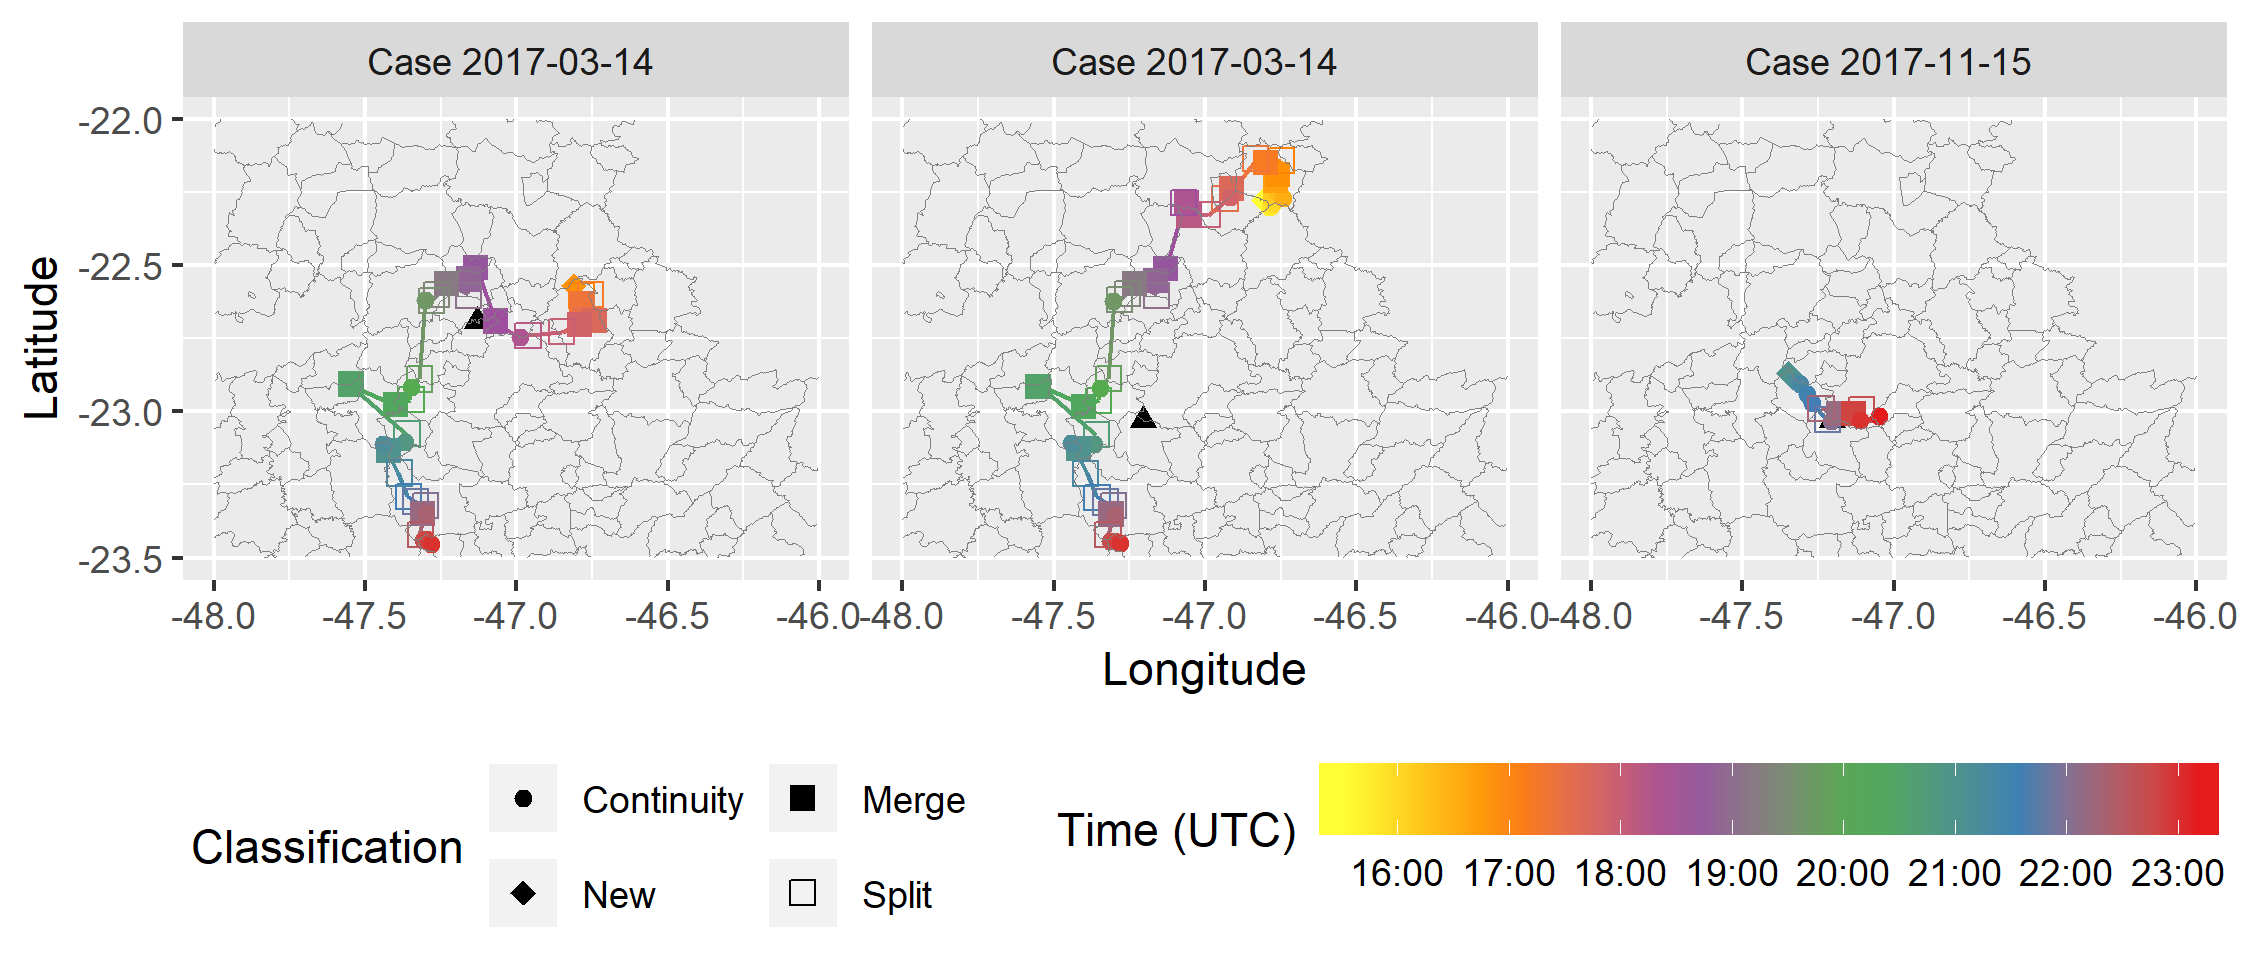 Case 2017-03-14 Case 2017-03-14 Case 2017-11-15
-22.0
-22.5
-23.0
-23.5
Latitude
-48.0 -47.5 -47.0 -46.5 -46.0 -48.0 -47.5 -47.0 -46.5 -46.0 -48.0 -47.5 -47.0 -46.5 -46.0
Longitude
Classification
Continuity Merge
New Split
Time (UTC)
16:00 17:00 18:00 19:00 20:00 21:00 22:00 23:00